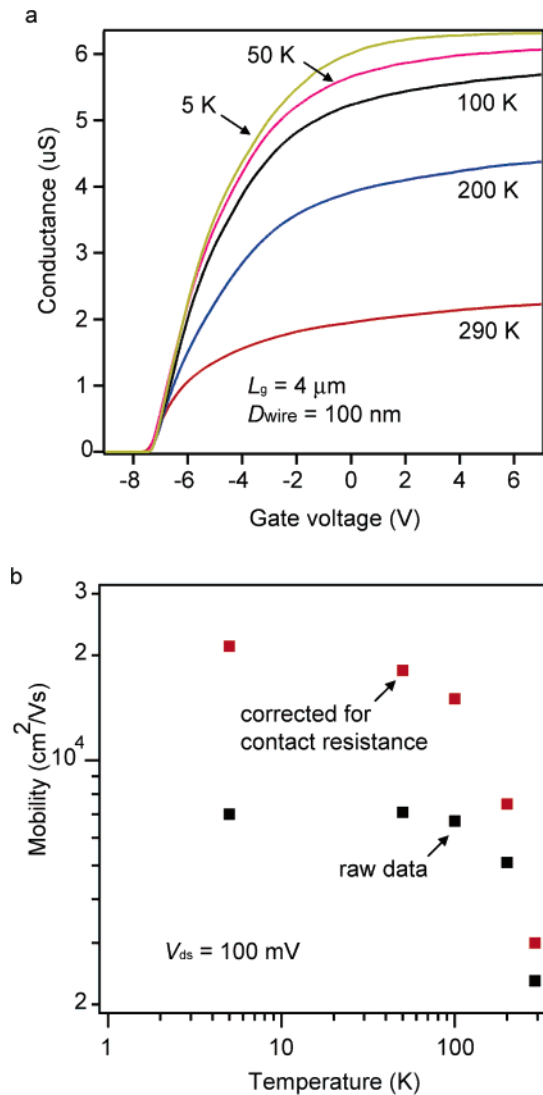 a
6
5
4
3
2
1
0
Conductance (uS)
50 K
5 K
100 K
200 K
290 K
Lg = 4 μm
Dwire = 100 nm
-8 -6 -4 -2 0 2 4 6
Gate voltage (V)
b
3
2
10⁴
2
Mobility (cm²/Vs)
corrected for
contact resistance
raw data
Vds = 100 mV
1 10 100
Temperature (K)